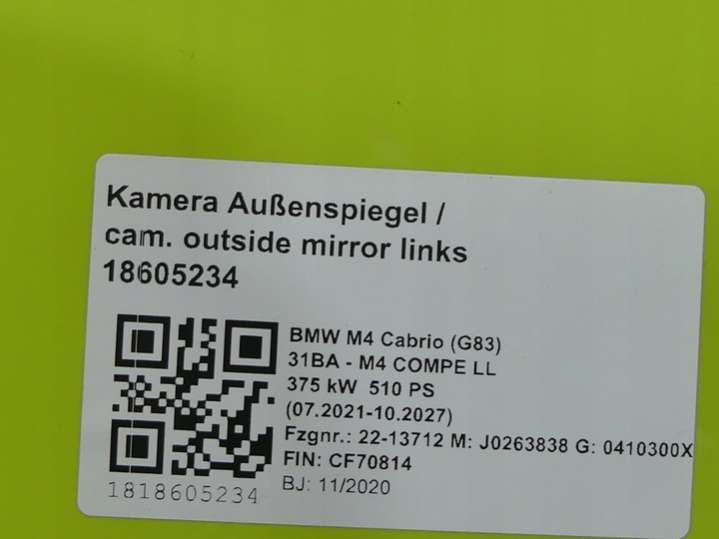 Kamera Außenspiegel /
cam. outside mirror links
18605234
BMW M4 Cabrio (G83)
31BA - M4 COMPE LL
375 kW 510 PS
(07.2021-10.2027)
Fzgnr.: 22-13712 M: J0263838 G: 0410300X
FIN: CF70814
BJ: 11/2020
1818605234